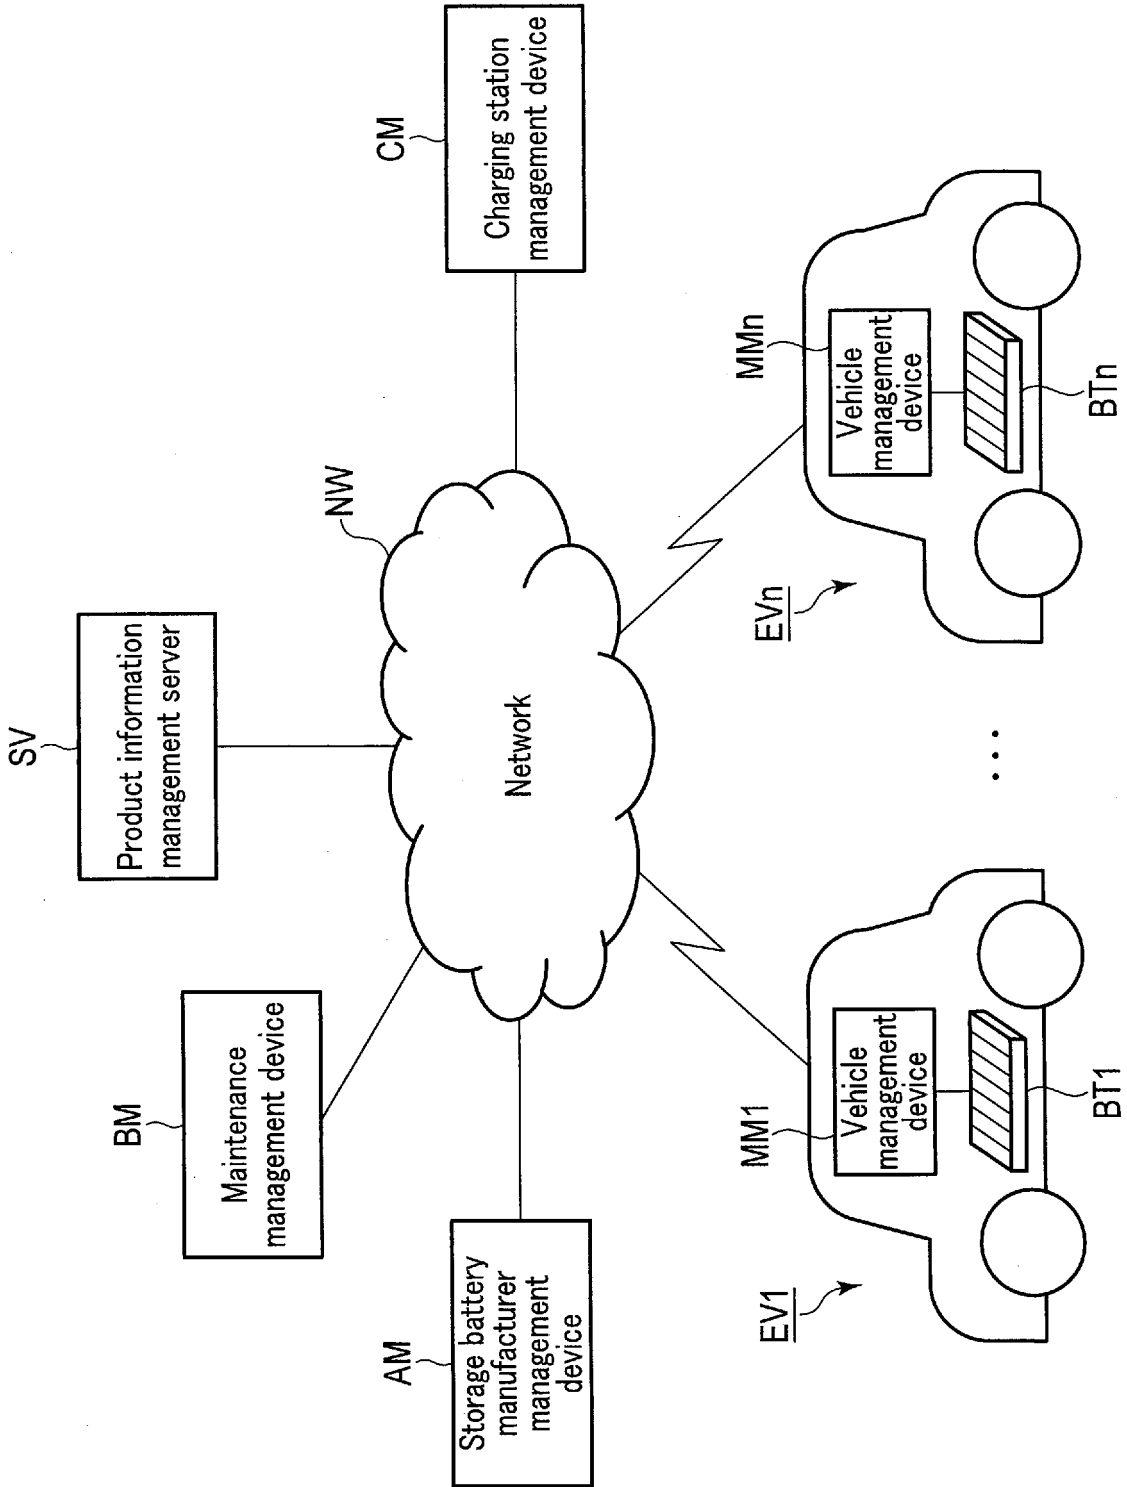 SV
Product information
management server
BM
Maintenance
management device
CM
Charging station
management device
AM
Storage battery
manufacturer
management
device
NW
Network
MM1
Vehicle
management
device
EV1
BT1
...
MMn
Vehicle
management
device
EVn
BTn